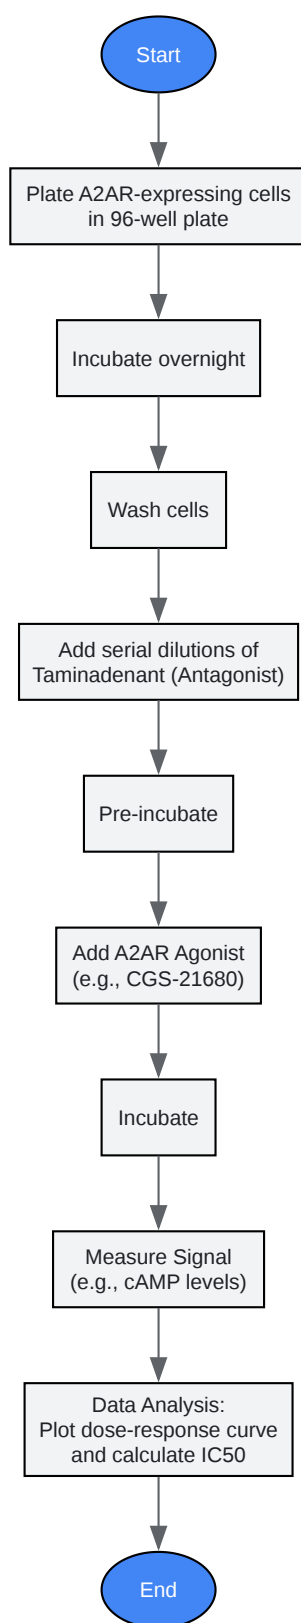 Start
Plate A2AR-expressing cells
in 96-well plate
Incubate overnight
Wash cells
Add serial dilutions of
Taminadenant (Antagonist)
Pre-incubate
Add A2AR Agonist
(e.g., CGS-21680)
Incubate
Measure Signal
(e.g., cAMP levels)
Data Analysis:
Plot dose-response curve
and calculate IC50
End